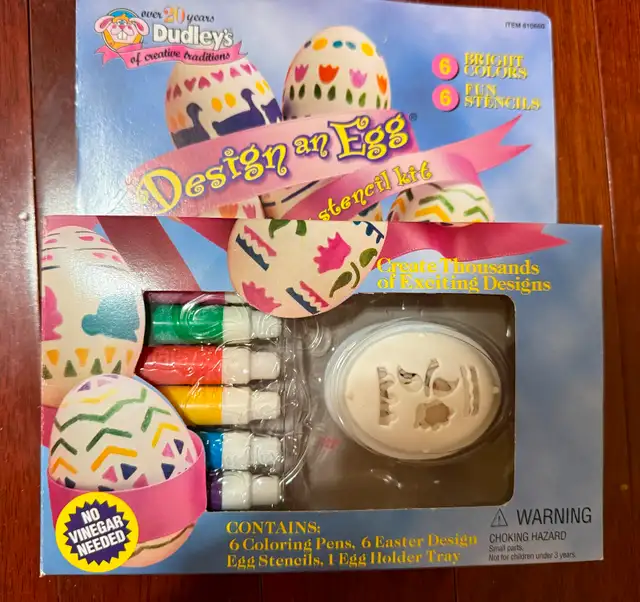 over 20 years
Dudley's
of creative traditions
ITEM 610660
6 BRIGHT
COLORS
6 FUN
STENCILS
Design an Egg®
stencil kit
Create Thousands
of Exciting Designs
NO
VINEGAR
NEEDED
CONTAINS:
6 Coloring Pens, 6 Easter Design
Egg Stencils, 1 Egg Holder Tray
⚠ WARNING
CHOKING HAZARD
Small parts.
Not for children under 3 years.